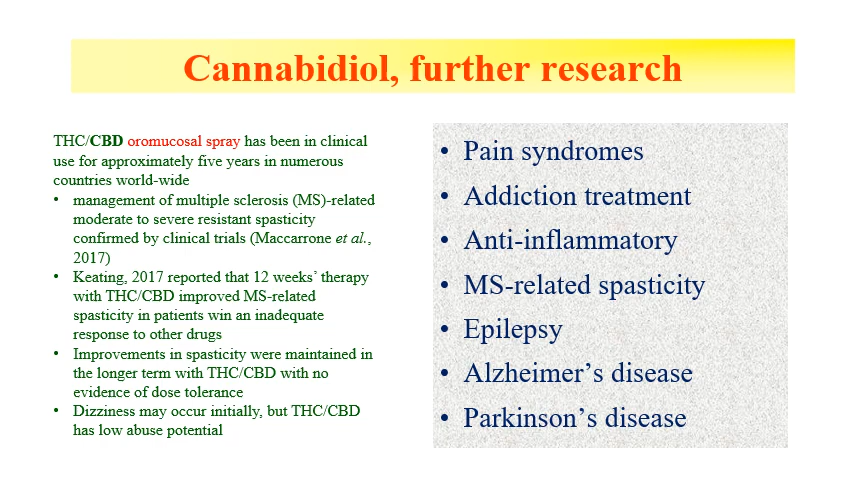 Cannabidiol, further research
THC/CBD oromucosal spray has been in clinical
use for approximately five years in numerous
countries world-wide
• management of multiple sclerosis (MS)-related
moderate to severe resistant spasticity
confirmed by clinical trials (Maccarrone et al.,
2017)
• Keating, 2017 reported that 12 weeks’ therapy
with THC/CBD improved MS-related
spasticity in patients win an inadequate
response to other drugs
• Improvements in spasticity were maintained in
the longer term with THC/CBD with no
evidence of dose tolerance
• Dizziness may occur initially, but THC/CBD
has low abuse potential
• Pain syndromes
• Addiction treatment
• Anti-inflammatory
• MS-related spasticity
• Epilepsy
• Alzheimer’s disease
• Parkinson’s disease